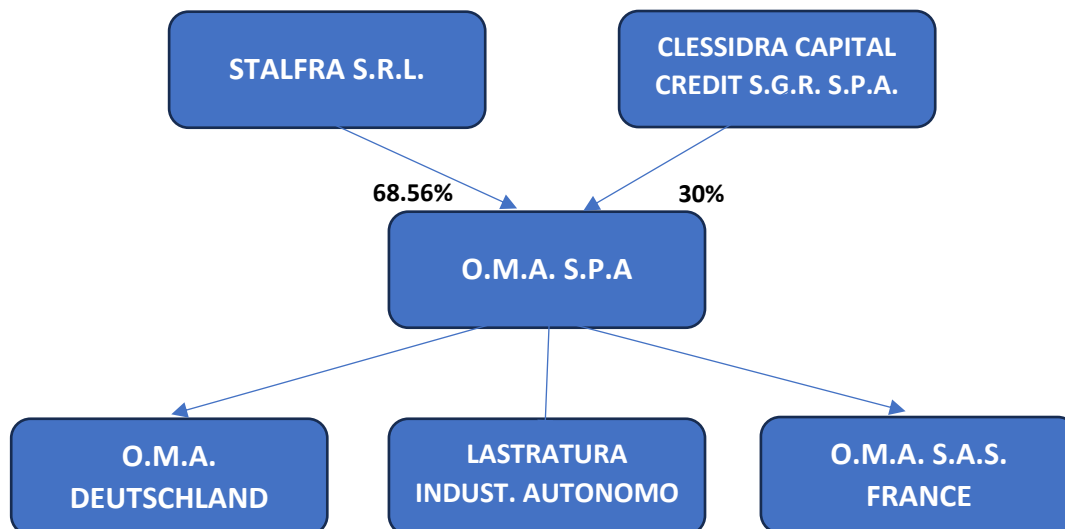 STALFRA S.R.L.
CLESSIDRA CAPITAL
CREDIT S.G.R. S.P.A.
68.56%
30%
O.M.A. S.P.A
O.M.A.
DEUTSCHLAND
LASTRATURA
INDUST. AUTONOMO
O.M.A. S.A.S.
FRANCE